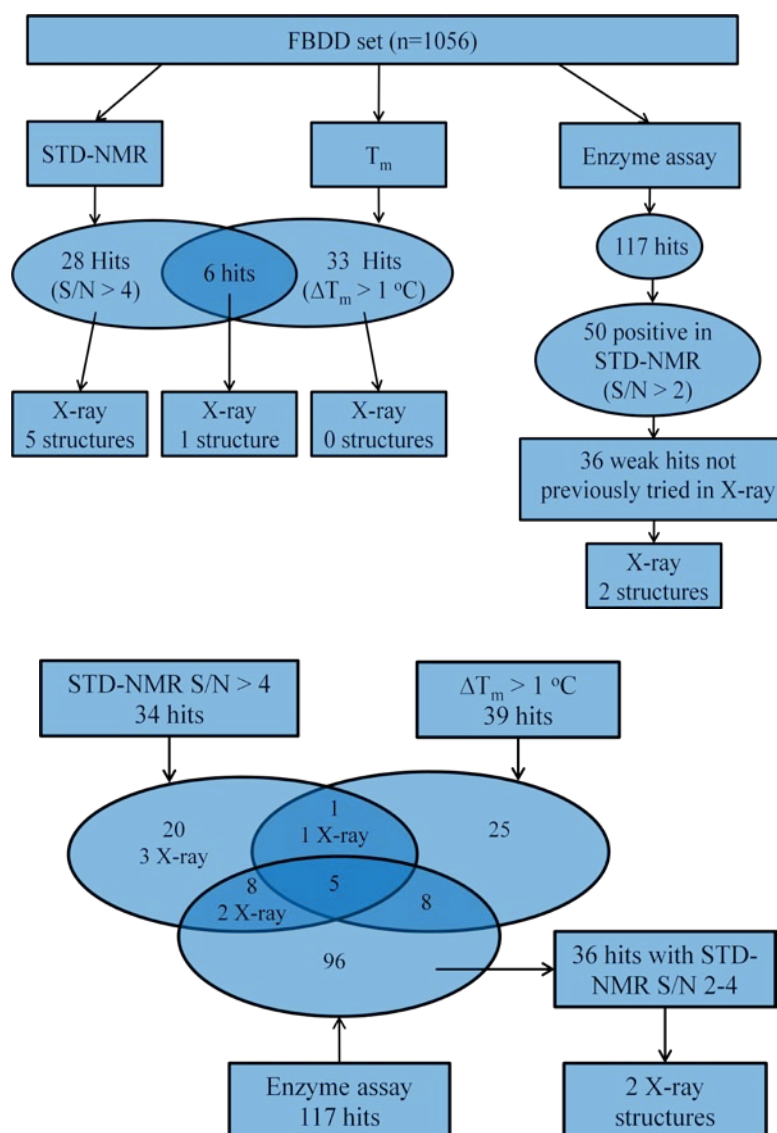 FBDD set (n=1056)
STD-NMR
Tₘ
Enzyme assay
28 Hits
(S/N > 4)
6 hits
33 Hits
(ΔTₘ > 1 ºC)
117 hits
50 positive in
STD-NMR
(S/N > 2)
X-ray
5 structures
X-ray
1 structure
X-ray
0 structures
36 weak hits not
previously tried in X-ray
X-ray
2 structures
STD-NMR S/N > 4
34 hits
ΔTₘ > 1 ºC
39 hits
20
3 X-ray
1
1 X-ray
25
8
2 X-ray
5
8
96
36 hits with STD-
NMR S/N 2-4
Enzyme assay
117 hits
2 X-ray
structures